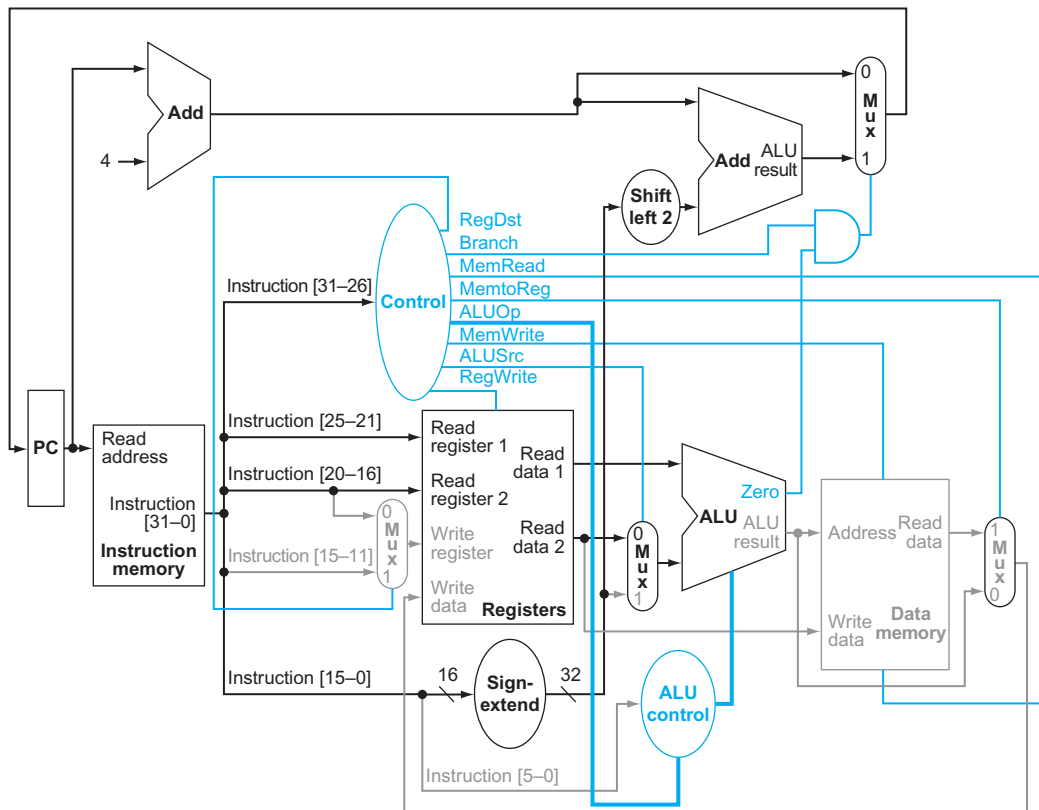 Add
4
0
Mux
1
Add
ALU
result
Shift
left 2
RegDst
Branch
MemRead
MemtoReg
ALUOp
MemWrite
ALUSrc
RegWrite
Control
Instruction [31–26]
PC
Read
address
Instruction
[31–0]
Instruction
memory
Instruction [25–21]
Instruction [20–16]
Instruction [15–11]
0
Mux
1
Read
register 1
Read
register 2
Write
register
Write
data
Read
data 1
Read
data 2
Registers
0
Mux
1
Zero
ALU
ALU
result
Address
Read
data
Write
data
Data
memory
1
Mux
0
Instruction [15–0]
16
Sign-
extend
32
ALU
control
Instruction [5–0]